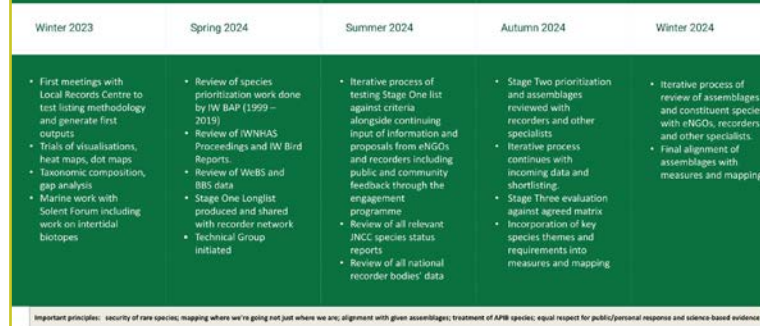 Winter 2023
Spring 2024
Summer 2024
Autumn 2024
Winter 2024
• First meetings with
Local Records Centre to
test listing methodology
and generate first
outputs
• Trials of visualisations,
heat maps, dot maps
• Taxonomic composition,
gap analysis
• Marine work with
Solent Forum including
work on intertidal
biotopes
• Review of species
prioritization work done
by IW BAP (1999 –
2019)
• Review of IWNHAS
Proceedings and IW Bird
Reports.
• Review of WeBS and
BBS data
• Stage One Longlist
produced and shared
with recorder network
• Technical Group
initiated
• Iterative process of
testing Stage One list
against criteria
alongside continuing
input of information and
proposals from eNGOs
and recorders including
public and community
feedback through the
engagement
programme
• Review of all relevant
JNCC species status
reports
• Review of all national
recorder bodies' data
• Stage Two prioritization
and assemblages
reviewed with
recorders and other
specialists
• Iterative process
continues with
incoming data and
shortlisting.
• Stage Three evaluation
against agreed matrix
• Incorporation of key
species themes and
requirements into
measures and mapping
• Iterative process of
review of assemblages
and constituent species
with eNGOs, recorders
and other specialists.
• Final alignment of
assemblages with
measures and mapping
Important principles: security of rare species; mapping where we're going not just where we are; alignment with given assemblages; treatment of APIB species; equal respect for public/personal response and science-based evidence